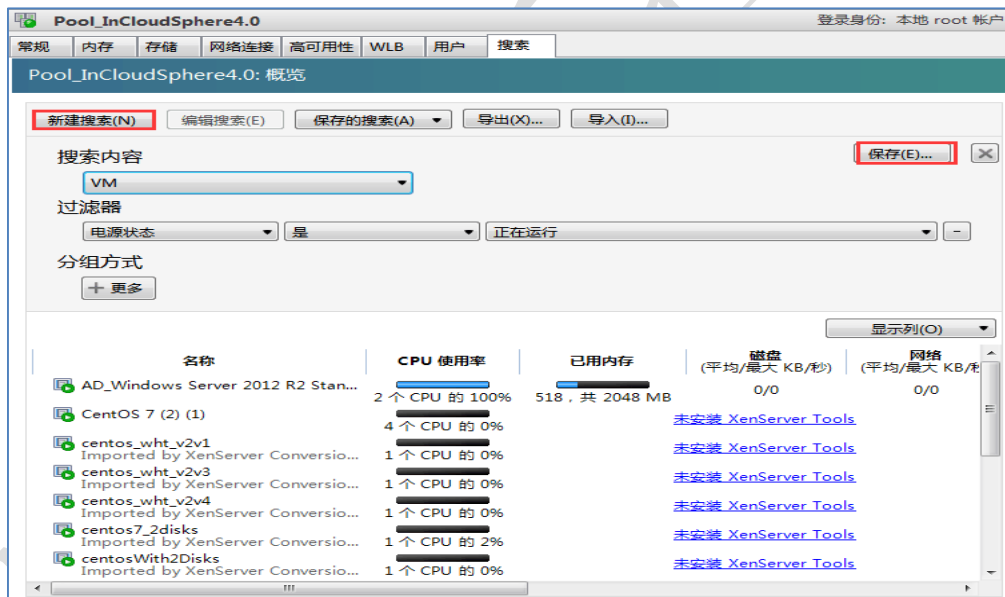 Pool_InCloudSphere4.0 登录身份: 本地 root 帐户
常规 内存 存储 网络连接 高可用性 WLB 用户 搜索
Pool_InCloudSphere4.0: 概览
新建搜索(N) 编辑搜索(E) 保存的搜索(A) 导出(X)... 导入(I)...
搜索内容 保存(E)...
VM
过滤器
电源状态 是 正在运行
分组方式
+ 更多
显示列(O)
名称 CPU 使用率 已用内存 磁盘 网络
(平均/最大 KB/秒) (平均/最大 KB/秒
AD_Windows Server 2012 R2 Stan... 0/0 0/0
2 个 CPU 的 100% 518 , 共 2048 MB
CentOS 7 (2) (1) 未安装 XenServer Tools
4 个 CPU 的 0%
centos_wht_v2v1 未安装 XenServer Tools
Imported by XenServer Conversio... 1 个 CPU 的 0%
centos_wht_v2v3 未安装 XenServer Tools
Imported by XenServer Conversio... 1 个 CPU 的 0%
centos_wht_v2v4 未安装 XenServer Tools
Imported by XenServer Conversio... 1 个 CPU 的 0%
centos7_2disks 未安装 XenServer Tools
Imported by XenServer Conversio... 1 个 CPU 的 2%
centosWith2Disks 未安装 XenServer Tools
Imported by XenServer Conversio... 1 个 CPU 的 0%